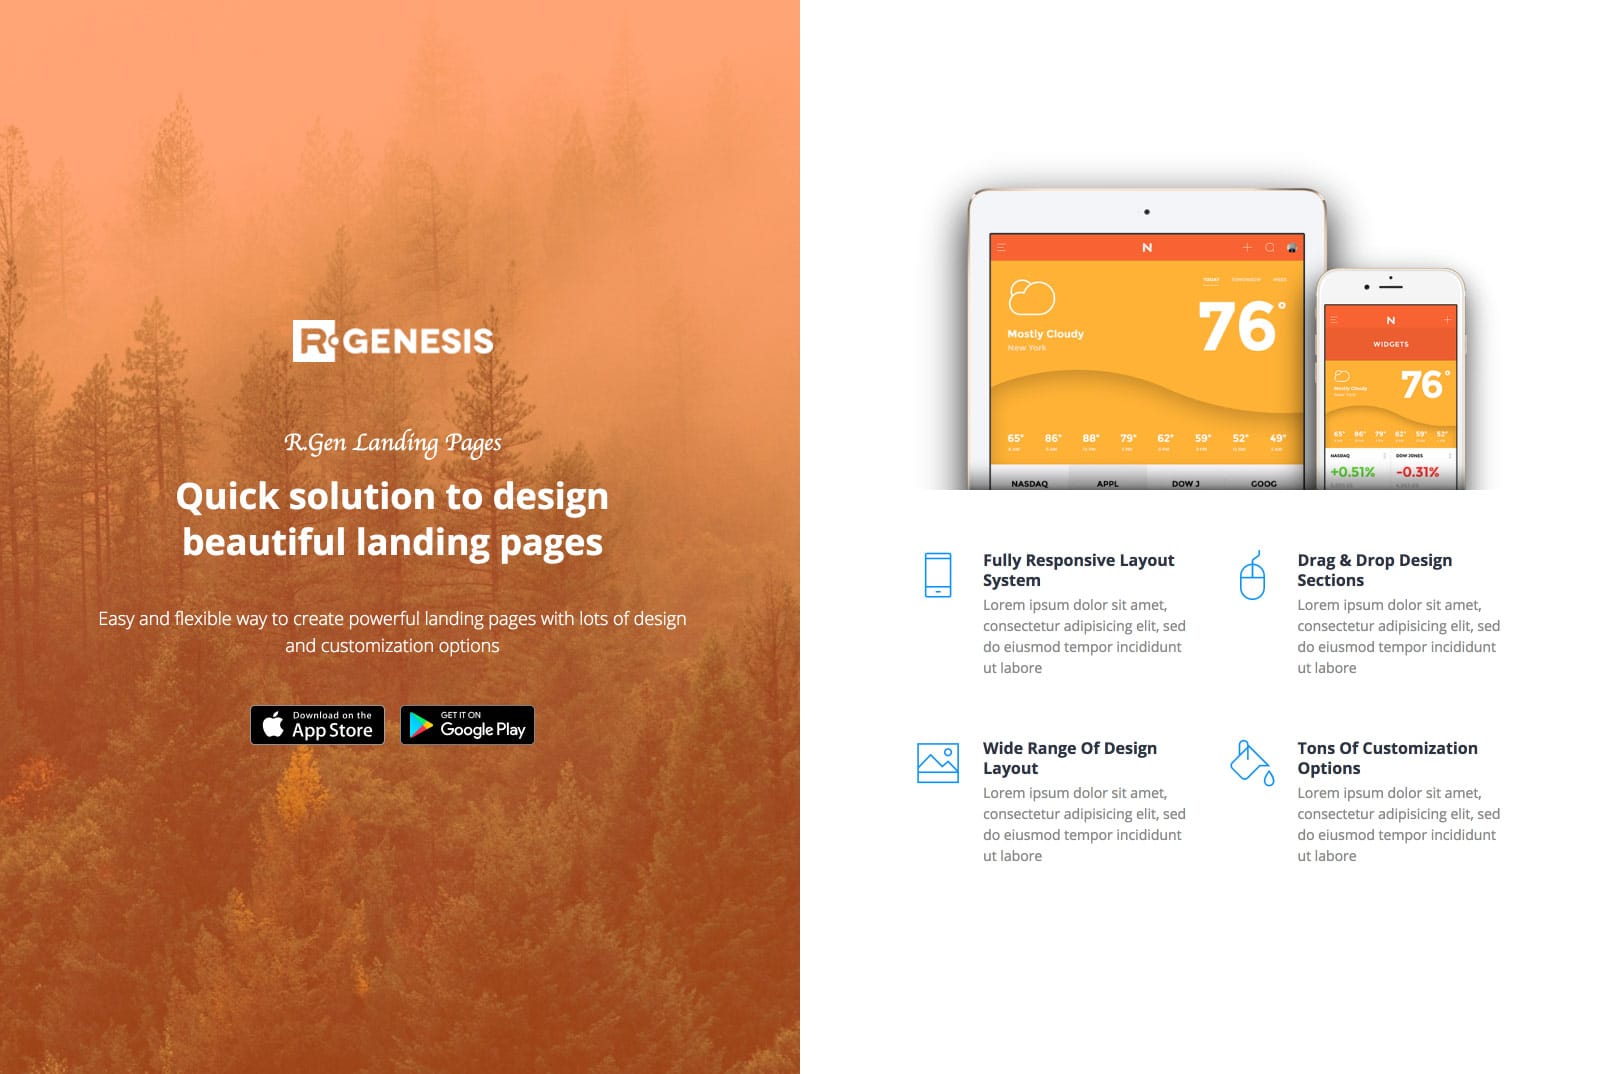 R.GENESIS
R.Gen Landing Pages
Quick solution to design
beautiful landing pages
Easy and flexible way to create powerful landing pages with lots of design
and customization options
Download on the
App Store
GET IT ON
Google Play
N
TODAY TOMORROW WEEK
76°
Mostly Cloudy
New York
65° 86° 88° 79° 62° 59° 52° 49°
NASDAQ APPL DOW J GOOG
N
WIDGETS
76°
Mostly Cloudy
New York
65° 86° 79° 62° 59° 52°
NASDAQ DOW JONES
+0.51% -0.31%
Fully Responsive Layout
System
Lorem ipsum dolor sit amet,
consectetur adipisicing elit, sed
do eiusmod tempor incididunt
ut labore
Drag & Drop Design
Sections
Lorem ipsum dolor sit amet,
consectetur adipisicing elit, sed
do eiusmod tempor incididunt
ut labore
Wide Range Of Design
Layout
Lorem ipsum dolor sit amet,
consectetur adipisicing elit, sed
do eiusmod tempor incididunt
ut labore
Tons Of Customization
Options
Lorem ipsum dolor sit amet,
consectetur adipisicing elit, sed
do eiusmod tempor incididunt
ut labore